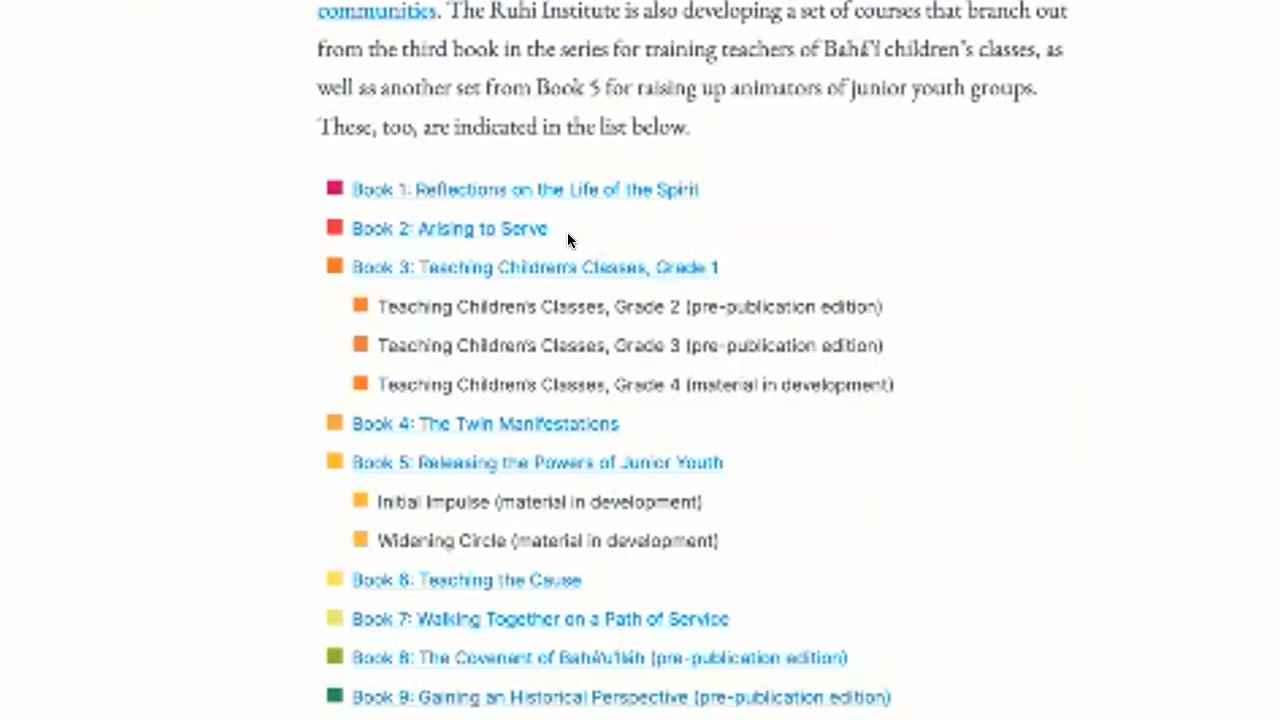 communities. The Ruhi Institute is also developing a set of courses that branch out
from the third book in the series for training teachers of Bahá'í children's classes, as
well as another set from Book 5 for raising up animators of junior youth groups.
These, too, are indicated in the list below.
Book 1: Reflections on the Life of the Spirit
Book 2: Arising to Serve
Book 3: Teaching Children's Classes, Grade 1
Teaching Children's Classes, Grade 2 (pre-publication edition)
Teaching Children's Classes, Grade 3 (pre-publication edition)
Teaching Children's Classes, Grade 4 (material in development)
Book 4: The Twin Manifestations
Book 5: Releasing the Powers of Junior Youth
Initial Impulse (material in development)
Widening Circle (material in development)
Book 6: Teaching the Cause
Book 7: Walking Together on a Path of Service
Book 8: The Covenant of Bahá'u'lláh (pre-publication edition)
Book 9: Gaining an Historical Perspective (pre-publication edition)